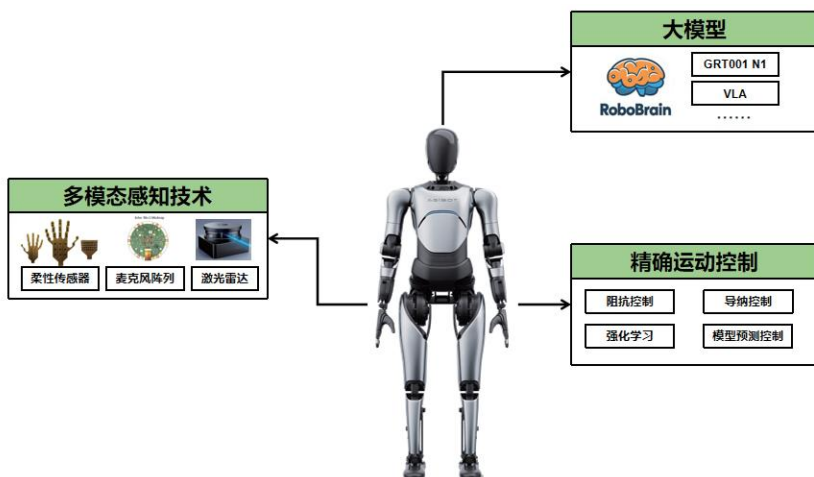 大模型
RoboBrain
GRT001 N1
VLA
......
多模态感知技术
柔性传感器
麦克风阵列
激光雷达
精确运动控制
阻抗控制
导纳控制
强化学习
模型预测控制